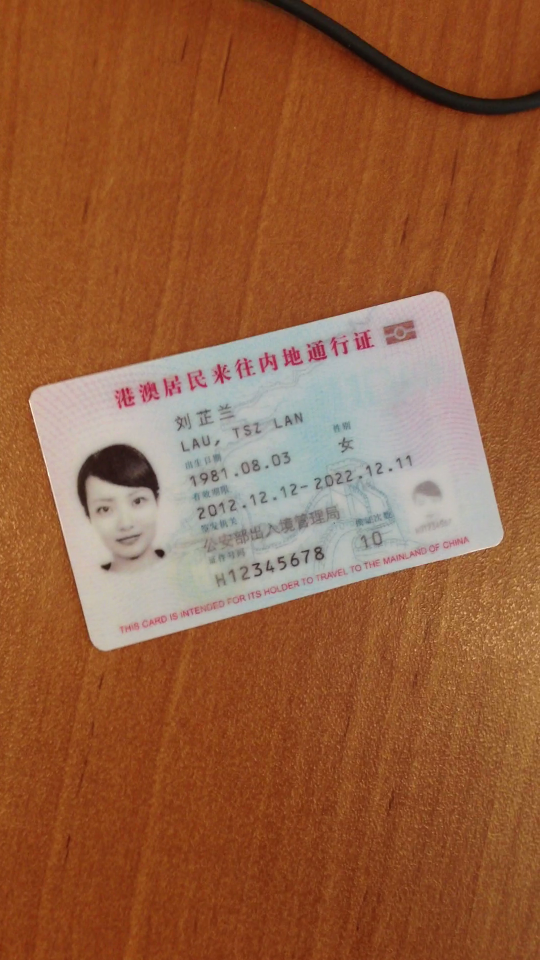 港澳居民来往内地通行证
刘芷兰
LAU, TSZ LAN
出生日期 性别
1981.08.03 女
有效期限
2012.12.12-2022.12.11
签发机关
公安部出入境管理局
证件号码 换证次数
H12345678 10
THIS CARD IS INTENDED FOR ITS HOLDER TO TRAVEL TO THE MAINLAND OF CHINA